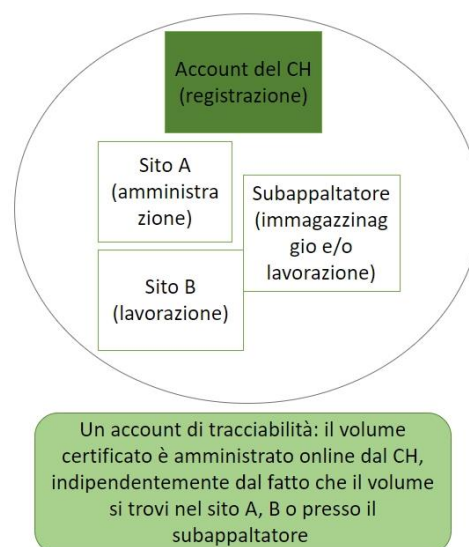 Account del CH
(registrazione)
Sito A
(amministra
zione)
Subappaltatore
(immagazzinag
gio e/o
lavorazione)
Sito B
(lavorazione)
Un account di tracciabilità: il volume
certificato è amministrato online dal CH,
indipendentemente dal fatto che il volume
si trovi nel sito A, B o presso il
subappaltatore